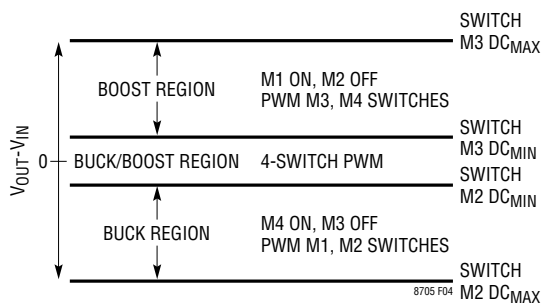 SWITCH
M3 DCMAX
BOOST REGION
M1 ON, M2 OFF
PWM M3, M4 SWITCHES
SWITCH
M3 DCMIN
VOUT-VIN
0
BUCK/BOOST REGION
4-SWITCH PWM
SWITCH
M2 DCMIN
BUCK REGION
M4 ON, M3 OFF
PWM M1, M2 SWITCHES
8705 F04
SWITCH
M2 DCMAX